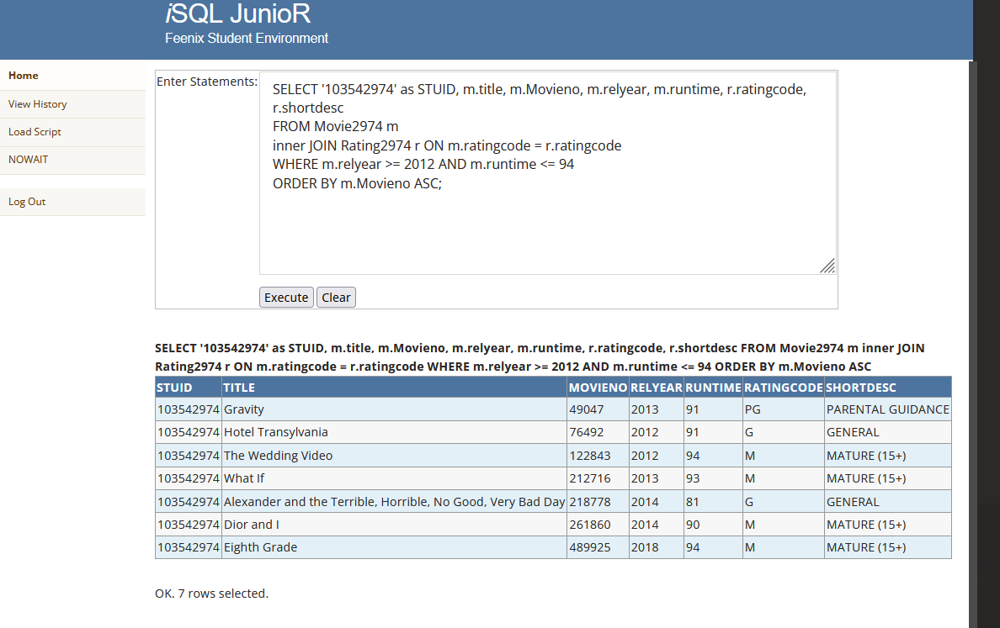 iSQL JunioR
Feenix Student Environment
Home
View History
Load Script
NOWAIT
Log Out
Enter Statements:
SELECT '103542974' as STUID, m.title, m.Movieno, m.relyear, m.runtime, r.ratingcode,
r.shortdesc
FROM Movie2974 m
inner JOIN Rating2974 r ON m.ratingcode = r.ratingcode
WHERE m.relyear >= 2012 AND m.runtime <= 94
ORDER BY m.Movieno ASC;
Execute Clear
SELECT '103542974' as STUID, m.title, m.Movieno, m.relyear, m.runtime, r.ratingcode, r.shortdesc FROM Movie2974 m inner JOIN
Rating2974 r ON m.ratingcode = r.ratingcode WHERE m.relyear >= 2012 AND m.runtime <= 94 ORDER BY m.Movieno ASC
STUID TITLE MOVIENO RELYEAR RUNTIME RATINGCODE SHORTDESC
103542974 Gravity 49047 2013 91 PG PARENTAL GUIDANCE
103542974 Hotel Transylvania 76492 2012 91 G GENERAL
103542974 The Wedding Video 122843 2012 94 M MATURE (15+)
103542974 What If 212716 2013 93 M MATURE (15+)
103542974 Alexander and the Terrible, Horrible, No Good, Very Bad Day 218778 2014 81 G GENERAL
103542974 Dior and I 261860 2014 90 M MATURE (15+)
103542974 Eighth Grade 489925 2018 94 M MATURE (15+)
OK. 7 rows selected.